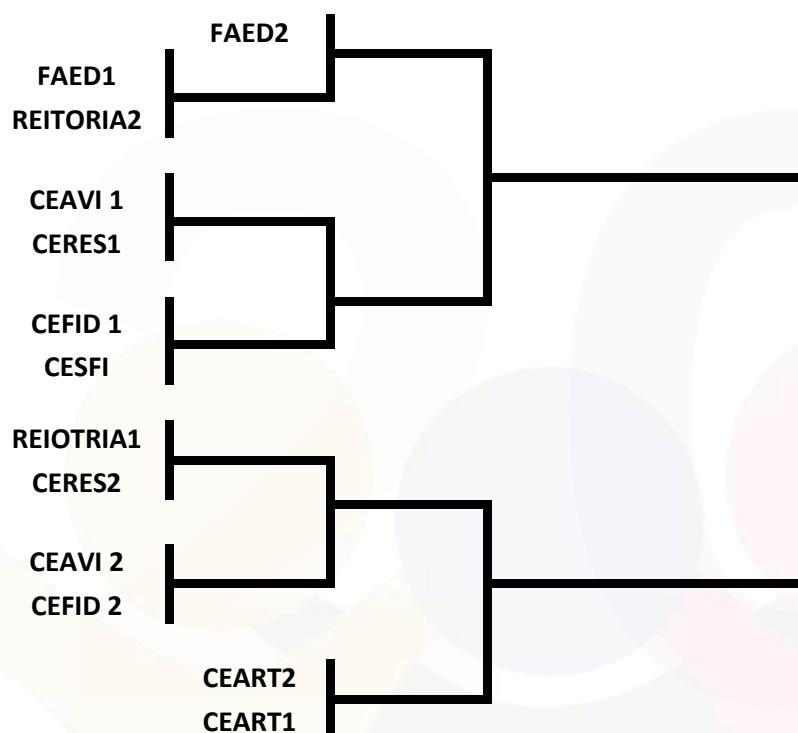 FAED2
FAED1
REITORIA2
CEAVI 1
CERES1
CEFID 1
CESFI
REIOTRIA1
CERES2
CEAVI 2
CEFID 2
CEART2
CEART1